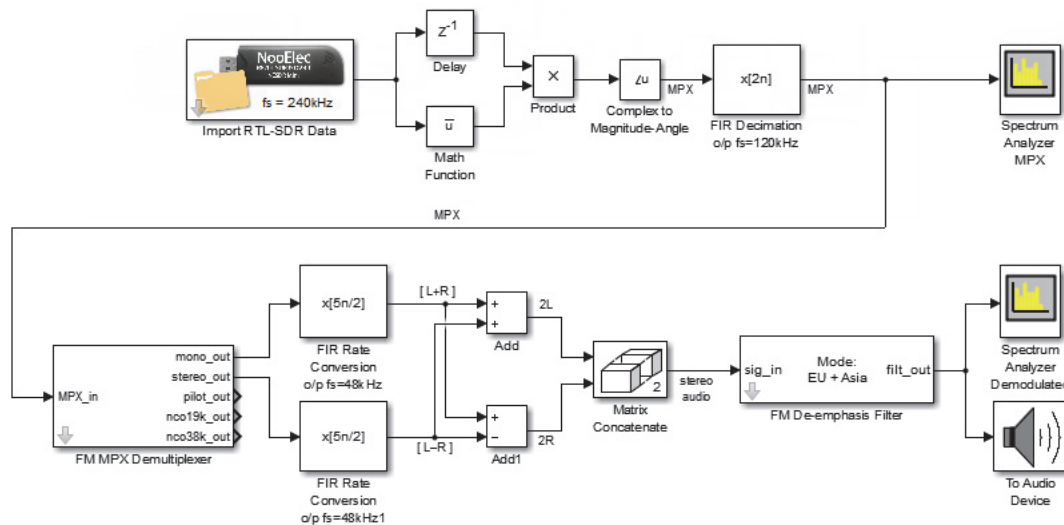 NooElec
fs = 240kHz
Import RTL-SDR Data
Z-1
Delay
u
Math
Function
×
Product
∠u
MPX
Complex to
Magnitude-Angle
x[2n]
MPX
FIR Decimation
o/p fs=120kHz
Spectrum
Analyzer
MPX
MPX
MPX_in
mono_out
stereo_out
pilot_out
nco19k_out
nco38k_out
FM MPX Demultiplexer
x[5n/2]
FIR Rate
Conversion
o/p fs=48kHz
x[5n/2]
FIR Rate
Conversion
o/p fs=48kHz1
[ L+R ]
[ L–R ]
+
+
Add
2L
+
−
Add1
2R
2
Matrix
Concatenate
stereo
audio
sig_in
Mode:
EU + Asia
filt_out
FM De-emphasis Filter
Spectrum
Analyzer
Demodulated
To Audio
Device